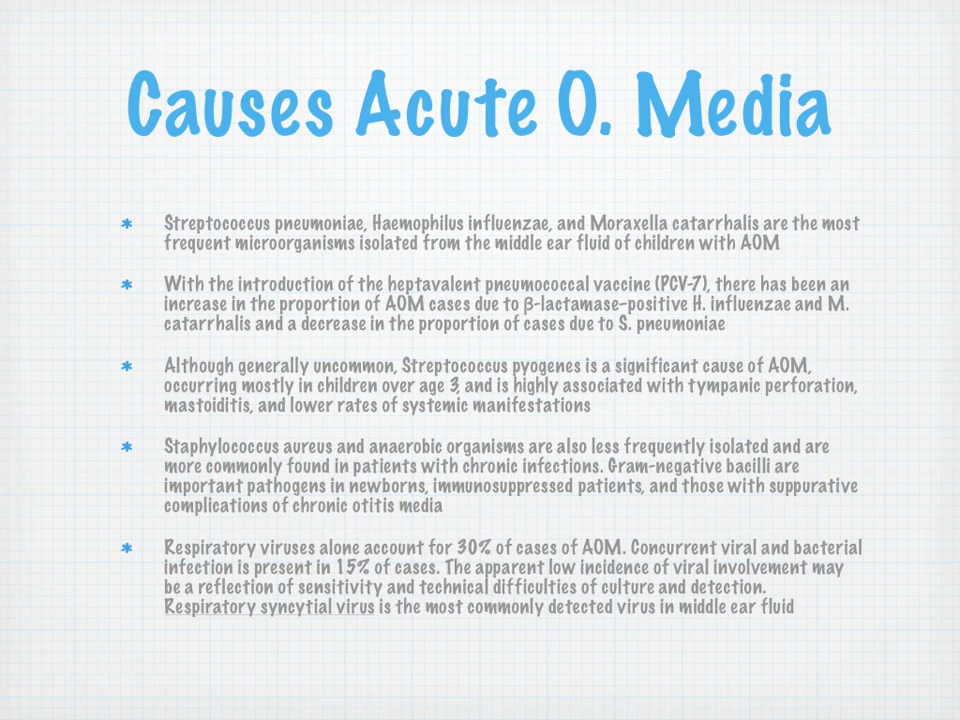 Causes Acute O. Media
* Streptococcus pneumoniae, Haemophilus influenzae, and Moraxella catarrhalis are the most
frequent microorganisms isolated from the middle ear fluid of children with AOM
* With the introduction of the heptavalent pneumococcal vaccine (PCV-7), there has been an
increase in the proportion of AOM cases due to β-lactamase–positive H. influenzae and M.
catarrhalis and a decrease in the proportion of cases due to S. pneumoniae
* Although generally uncommon, Streptococcus pyogenes is a significant cause of AOM,
occurring mostly in children over age 3, and is highly associated with tympanic perforation,
mastoiditis, and lower rates of systemic manifestations
* Staphylococcus aureus and anaerobic organisms are also less frequently isolated and are
more commonly found in patients with chronic infections. Gram-negative bacilli are
important pathogens in newborns, immunosuppressed patients, and those with suppurative
complications of chronic otitis media
* Respiratory viruses alone account for 30% of cases of AOM. Concurrent viral and bacterial
infection is present in 15% of cases. The apparent low incidence of viral involvement may
be a reflection of sensitivity and technical difficulties of culture and detection.
Respiratory syncytial virus is the most commonly detected virus in middle ear fluid